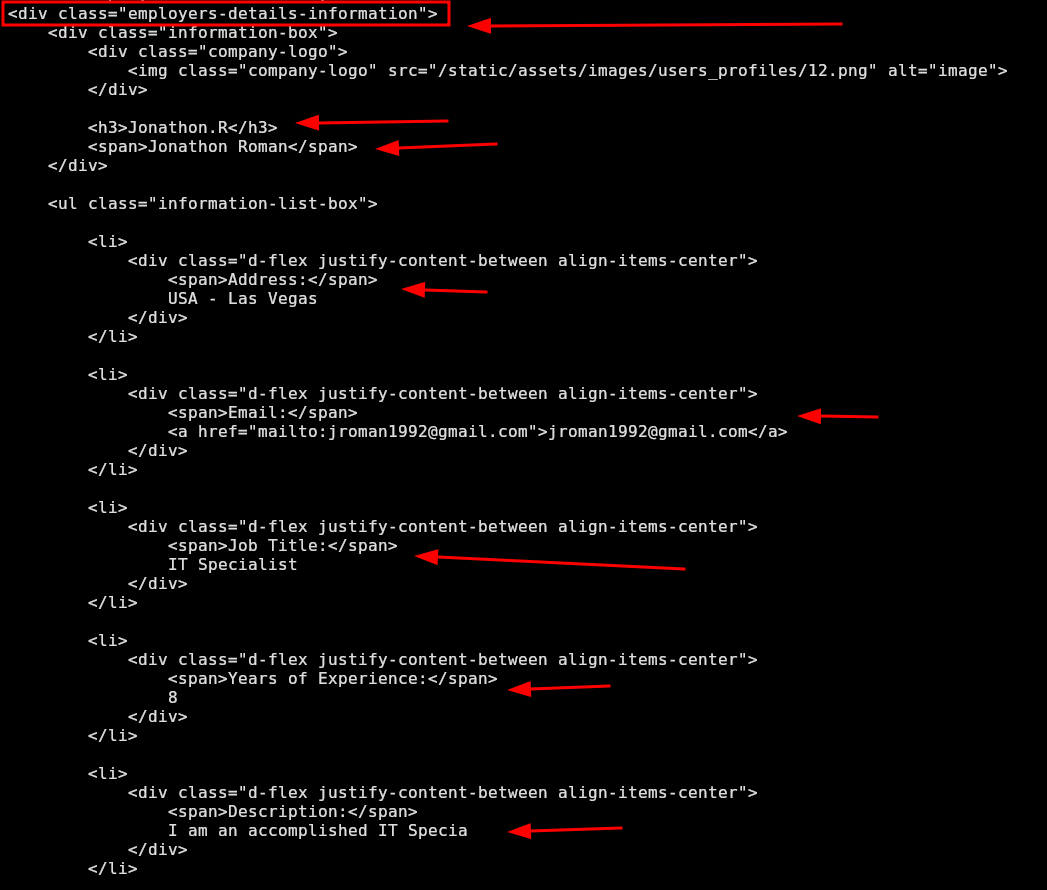 <div class="employers-details-information">
<div class="information-box">
<div class="company-logo">
<img class="company-logo" src="/static/assets/images/users_profiles/12.png" alt="image">
</div>
<h3>Jonathon.R</h3>
<span>Jonathon Roman</span>
</div>
<ul class="information-list-box">
<li>
<div class="d-flex justify-content-between align-items-center">
<span>Address:</span>
USA - Las Vegas
</div>
</li>
<li>
<div class="d-flex justify-content-between align-items-center">
<span>Email:</span>
<a href="mailto:jroman1992@gmail.com">jroman1992@gmail.com</a>
</div>
</li>
<li>
<div class="d-flex justify-content-between align-items-center">
<span>Job Title:</span>
IT Specialist
</div>
</li>
<li>
<div class="d-flex justify-content-between align-items-center">
<span>Years of Experience:</span>
8
</div>
</li>
<li>
<div class="d-flex justify-content-between align-items-center">
<span>Description:</span>
I am an accomplished IT Specia
</div>
</li>